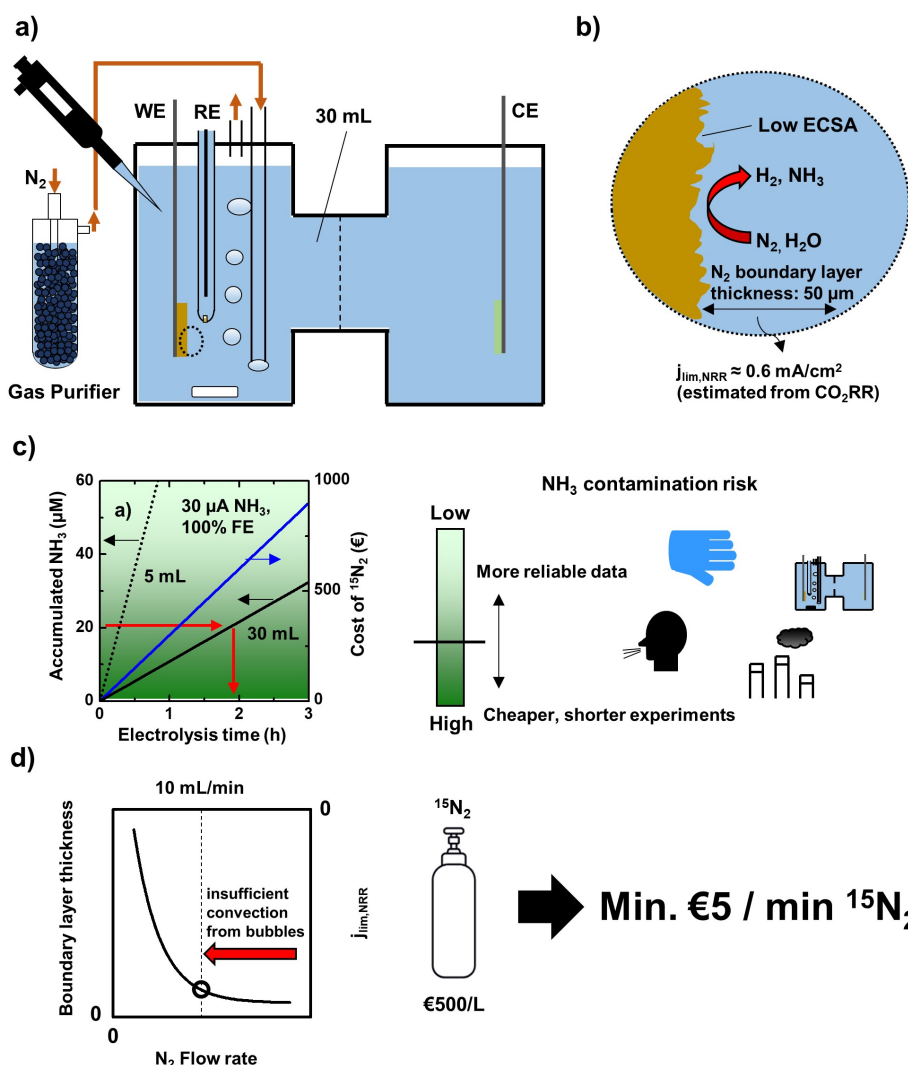 a)
WE
RE
30 mL
CE
N₂
Gas Purifier
b)
Low ECSA
H₂, NH₃
N₂, H₂O
N₂ boundary layer
thickness: 50 µm
jlim,NRR ≈ 0.6 mA/cm²
(estimated from CO₂RR)
c)
Accumulated NH₃ (µM)
60
40
20
0
a)
30 µA NH₃,
100% FE
5 mL
30 mL
1000
500
0
Cost of ¹⁵N₂ (€)
0
1
2
3
Electrolysis time (h)
NH₃ contamination risk
Low
More reliable data
Cheaper, shorter experiments
High
d)
10 mL/min
Boundary layer thickness
0
0
insufficient
convection
from bubbles
jlim,NRR
0
N₂ Flow rate
¹⁵N₂
€500/L
Min. €5 / min ¹⁵N₂